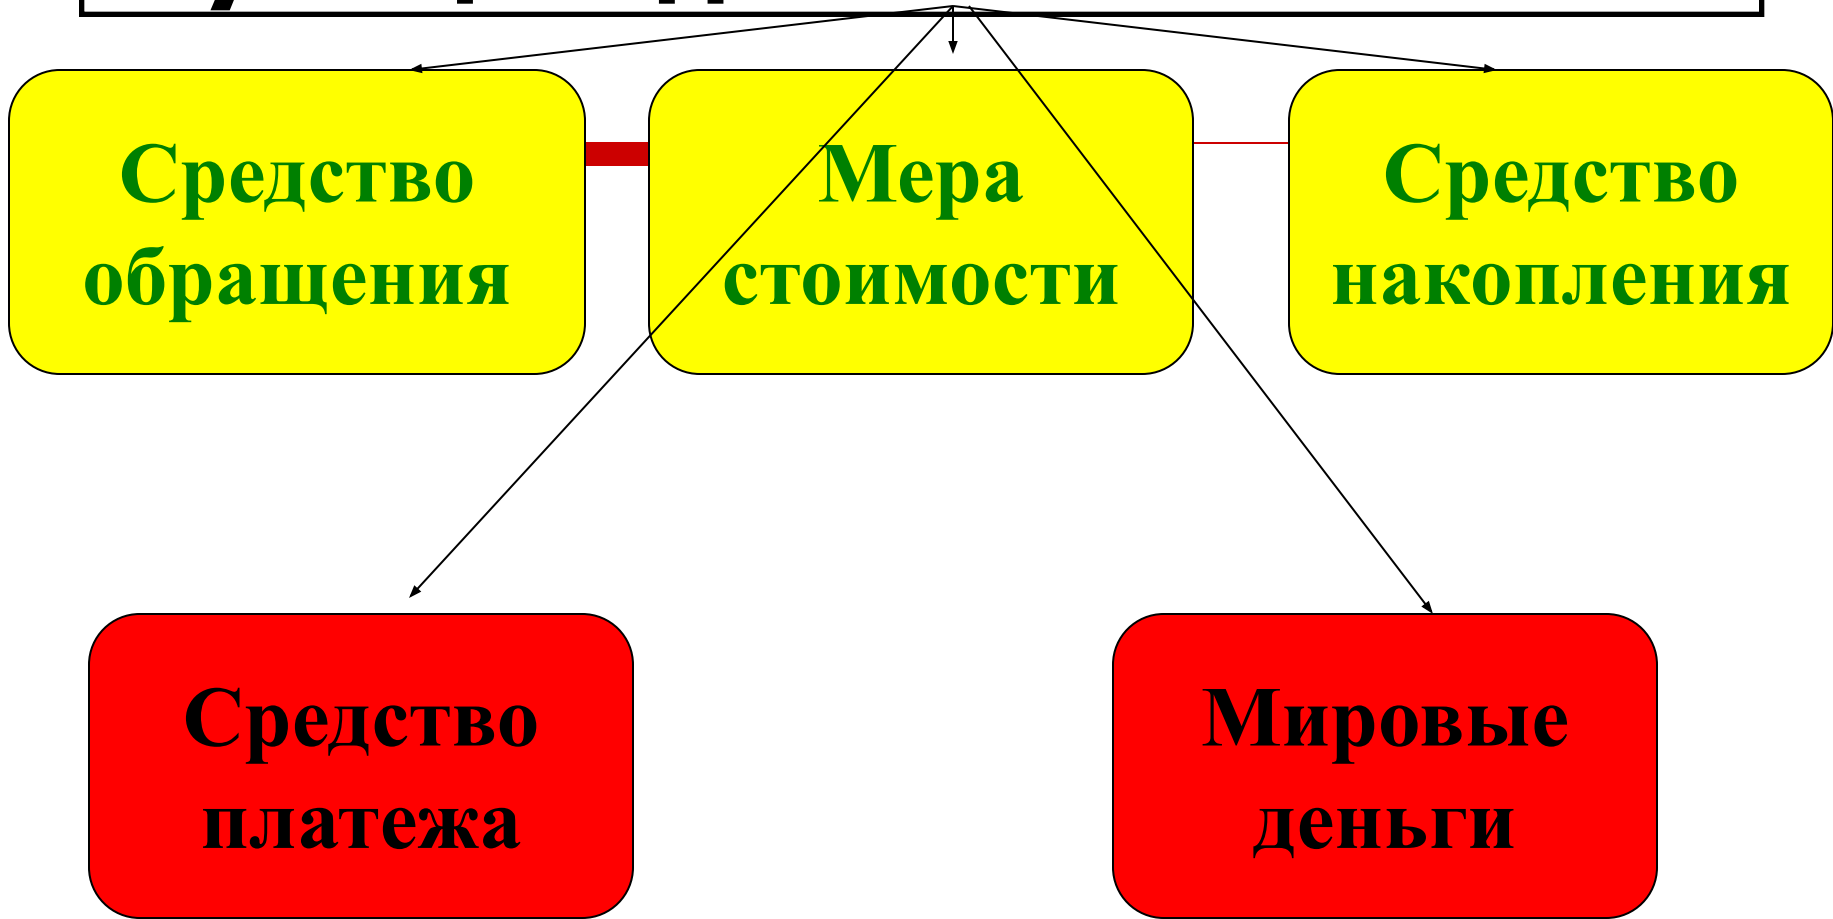 Средство
обращения
Мера
стоимости
Средство
накопления
Средство
платежа
Мировые
деньги